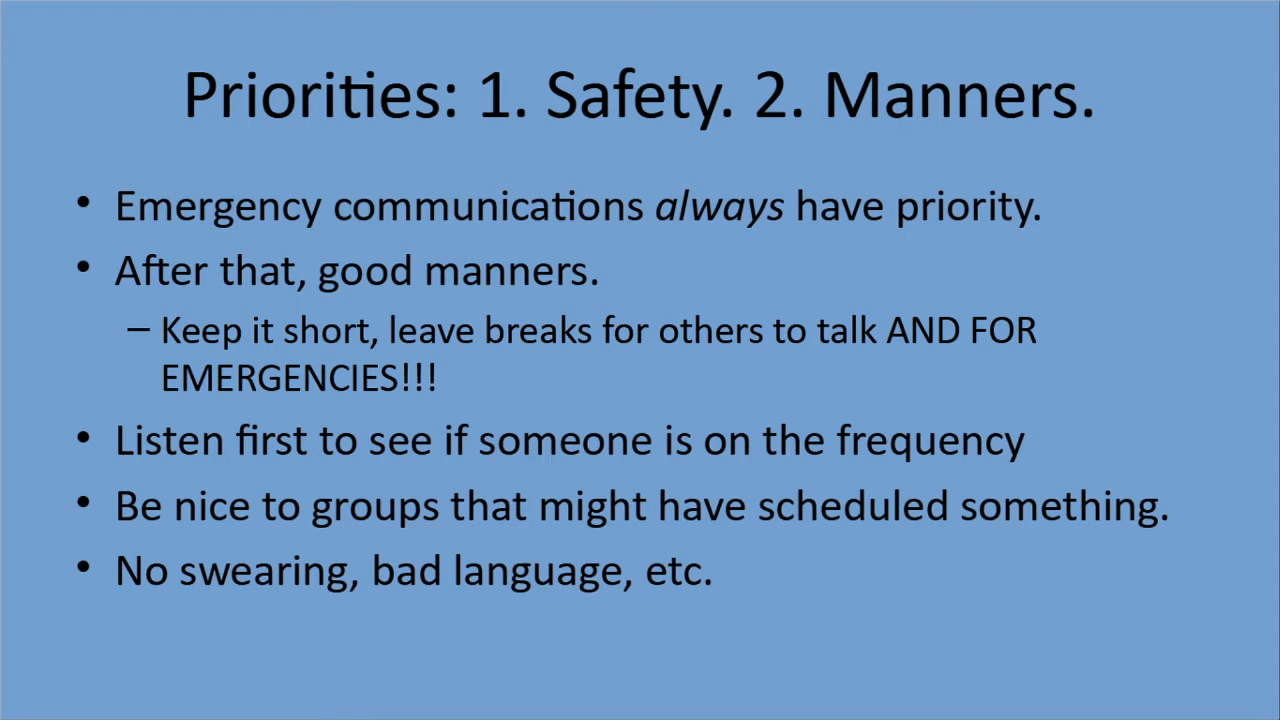 Priorities: 1. Safety. 2. Manners.
• Emergency communications always have priority.
• After that, good manners.
– Keep it short, leave breaks for others to talk AND FOR
EMERGENCIES!!!
• Listen first to see if someone is on the frequency
• Be nice to groups that might have scheduled something.
• No swearing, bad language, etc.